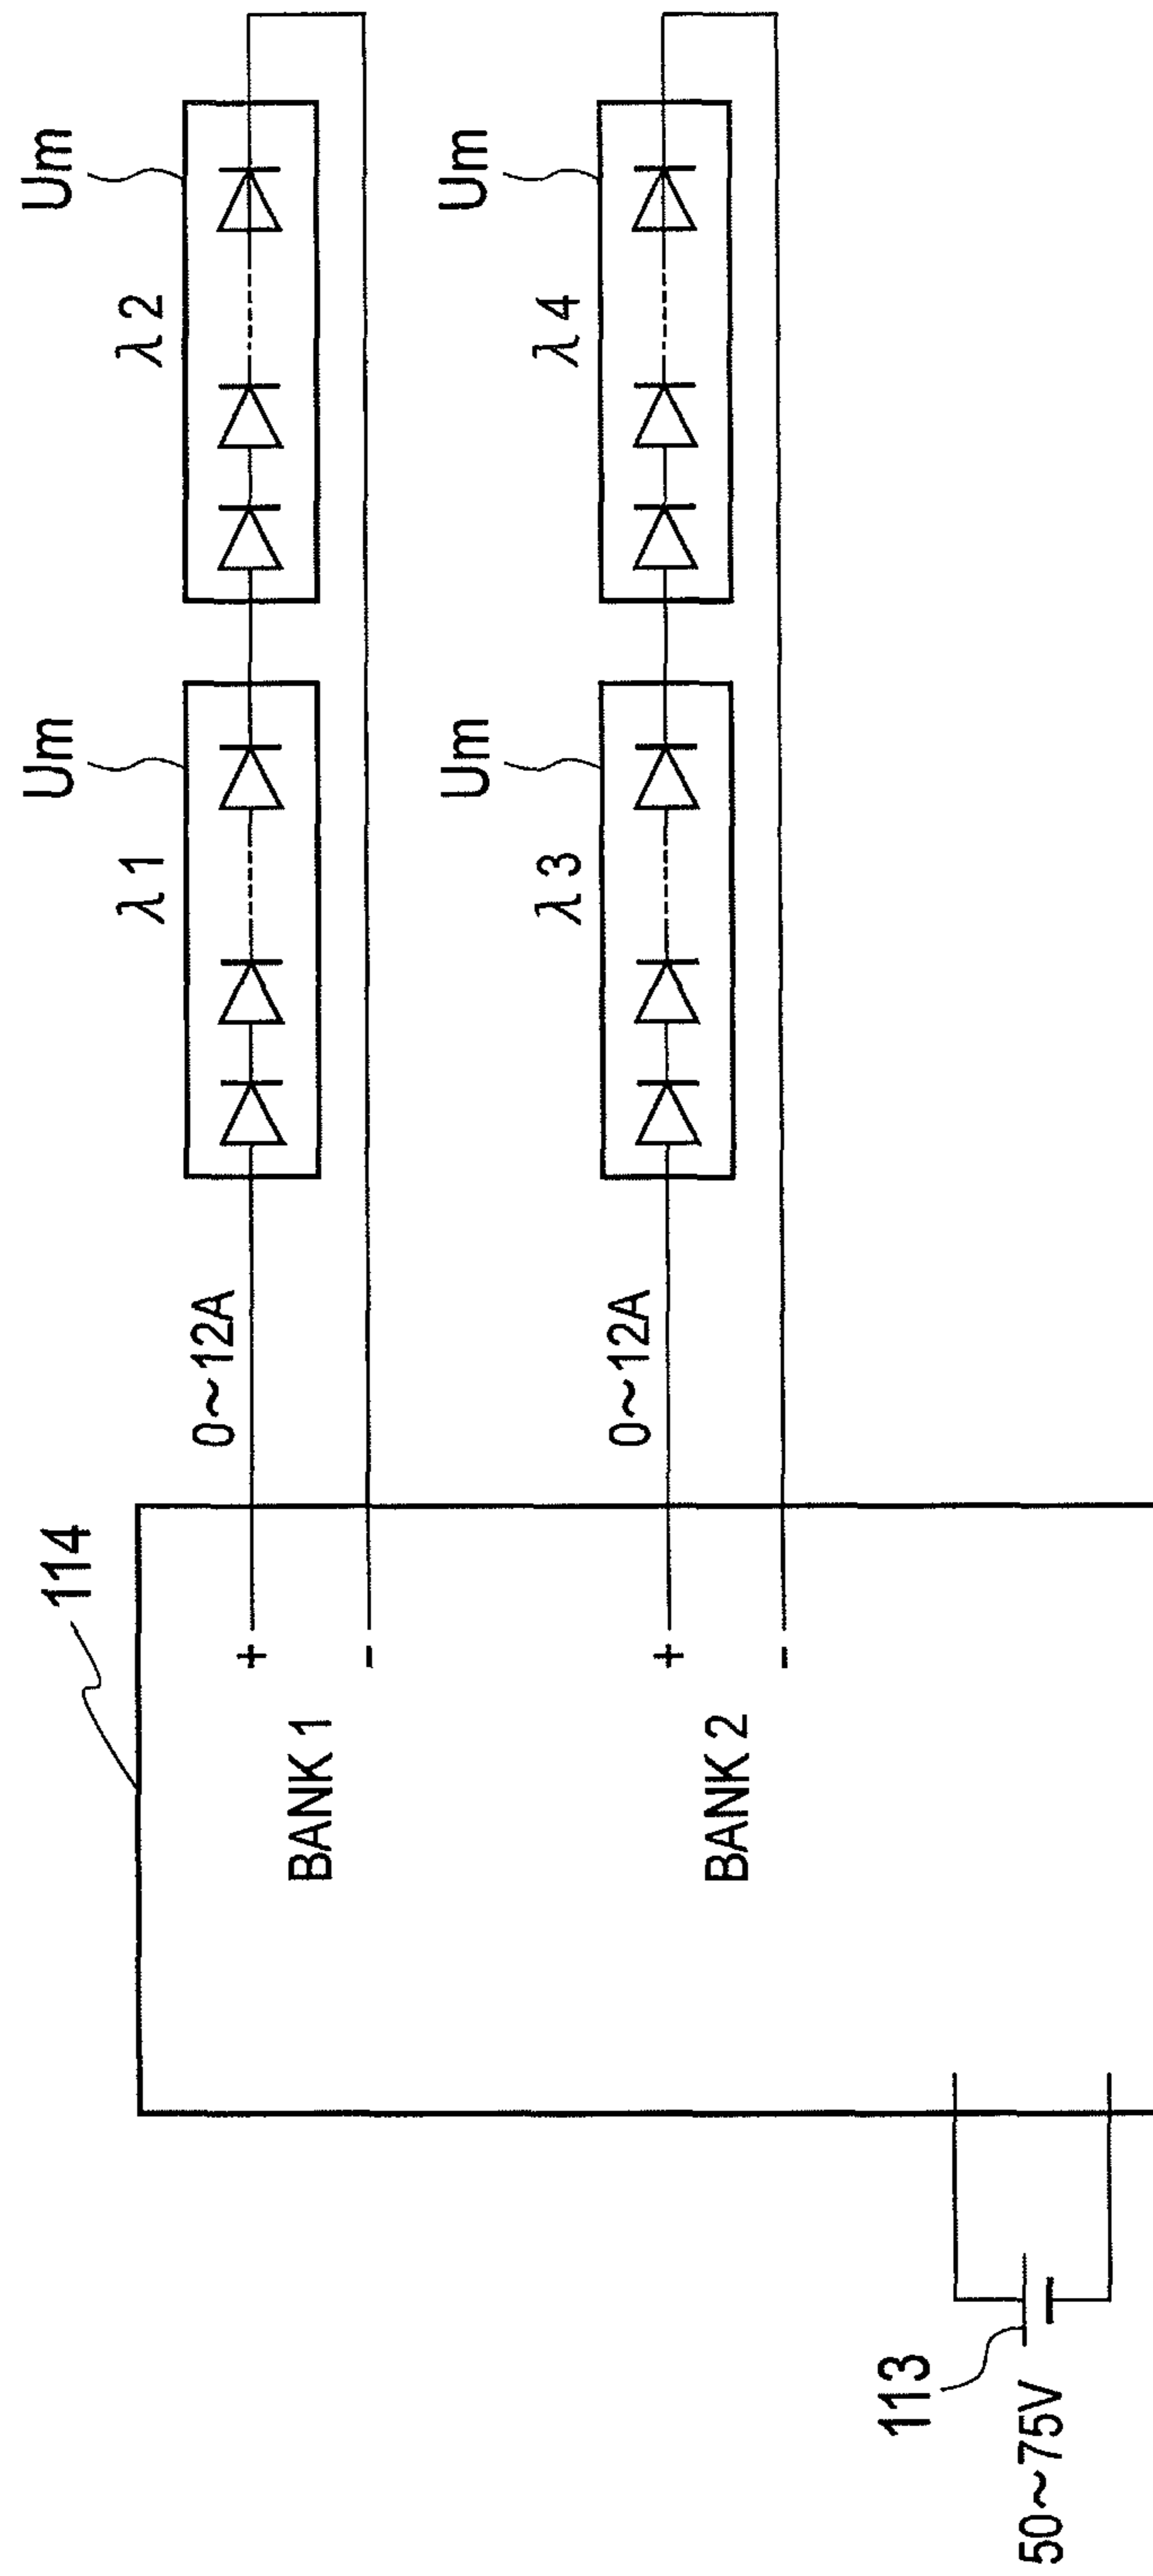 Um
Um
λ1
λ2
0~12A
114
+
-
BANK 1
Um
Um
λ3
λ4
0~12A
+
-
BANK 2
113
50~75V